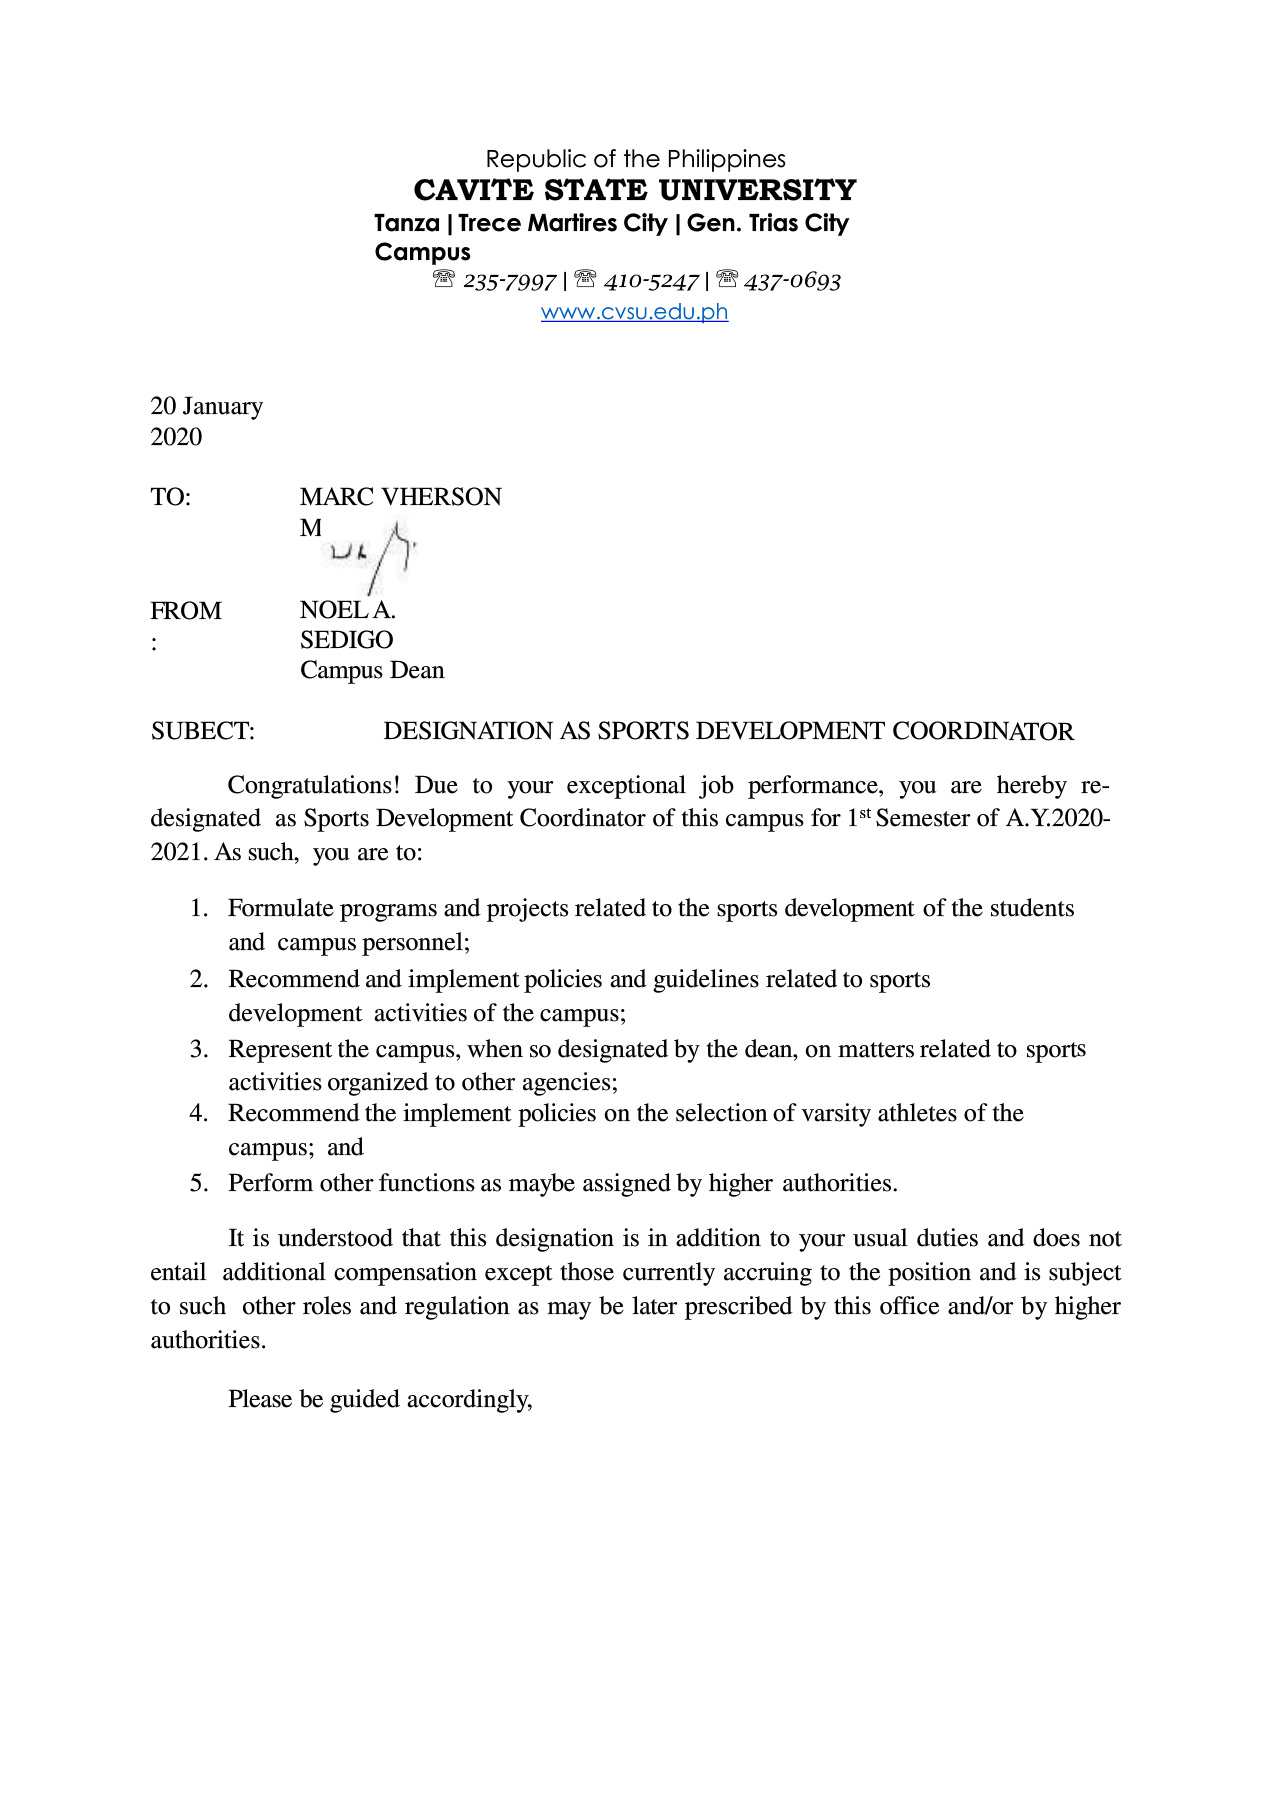 Republic of the Philippines
CAVITE STATE UNIVERSITY
Tanza | Trece Martires City | Gen. Trias City
Campus
☏ 235-7997 | ☏ 410-5247 | ☏ 437-0693
www.cvsu.edu.ph
20 January
2020
TO: MARC VHERSON
M
FROM NOEL A.
: SEDIGO
Campus Dean
SUBECT: DESIGNATION AS SPORTS DEVELOPMENT COORDINATOR
Congratulations! Due to your exceptional job performance, you are hereby re-
designated as Sports Development Coordinator of this campus for 1st Semester of A.Y.2020-
2021. As such, you are to:
1. Formulate programs and projects related to the sports development of the students
and campus personnel;
2. Recommend and implement policies and guidelines related to sports
development activities of the campus;
3. Represent the campus, when so designated by the dean, on matters related to sports
activities organized to other agencies;
4. Recommend the implement policies on the selection of varsity athletes of the
campus; and
5. Perform other functions as maybe assigned by higher authorities.
It is understood that this designation is in addition to your usual duties and does not
entail additional compensation except those currently accruing to the position and is subject
to such other roles and regulation as may be later prescribed by this office and/or by higher
authorities.
Please be guided accordingly,